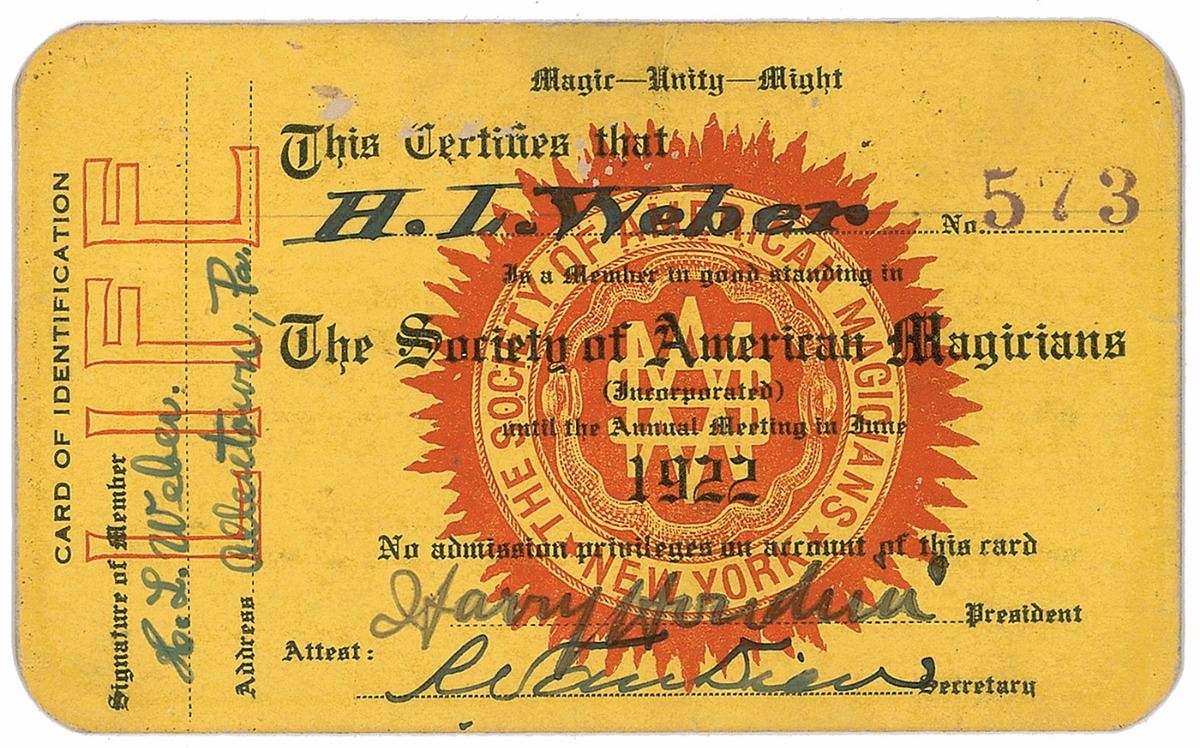 Magic—Unity—Might
This Certifies that
H. L. Weber No. 573
Is a Member in good standing in
The Society of American Magicians
(Incorporated)
until the Annual Meeting in June
1922
No admission privileges on account of this card
Harry Houdini President
Attest:
Secretary
THE SOCIETY OF AMERICAN MAGICIANS
NEW YORK
MA
CARD OF IDENTIFICATION
LIFE
Signature of Member H. L. Weber.
Address Allentown, Pa.